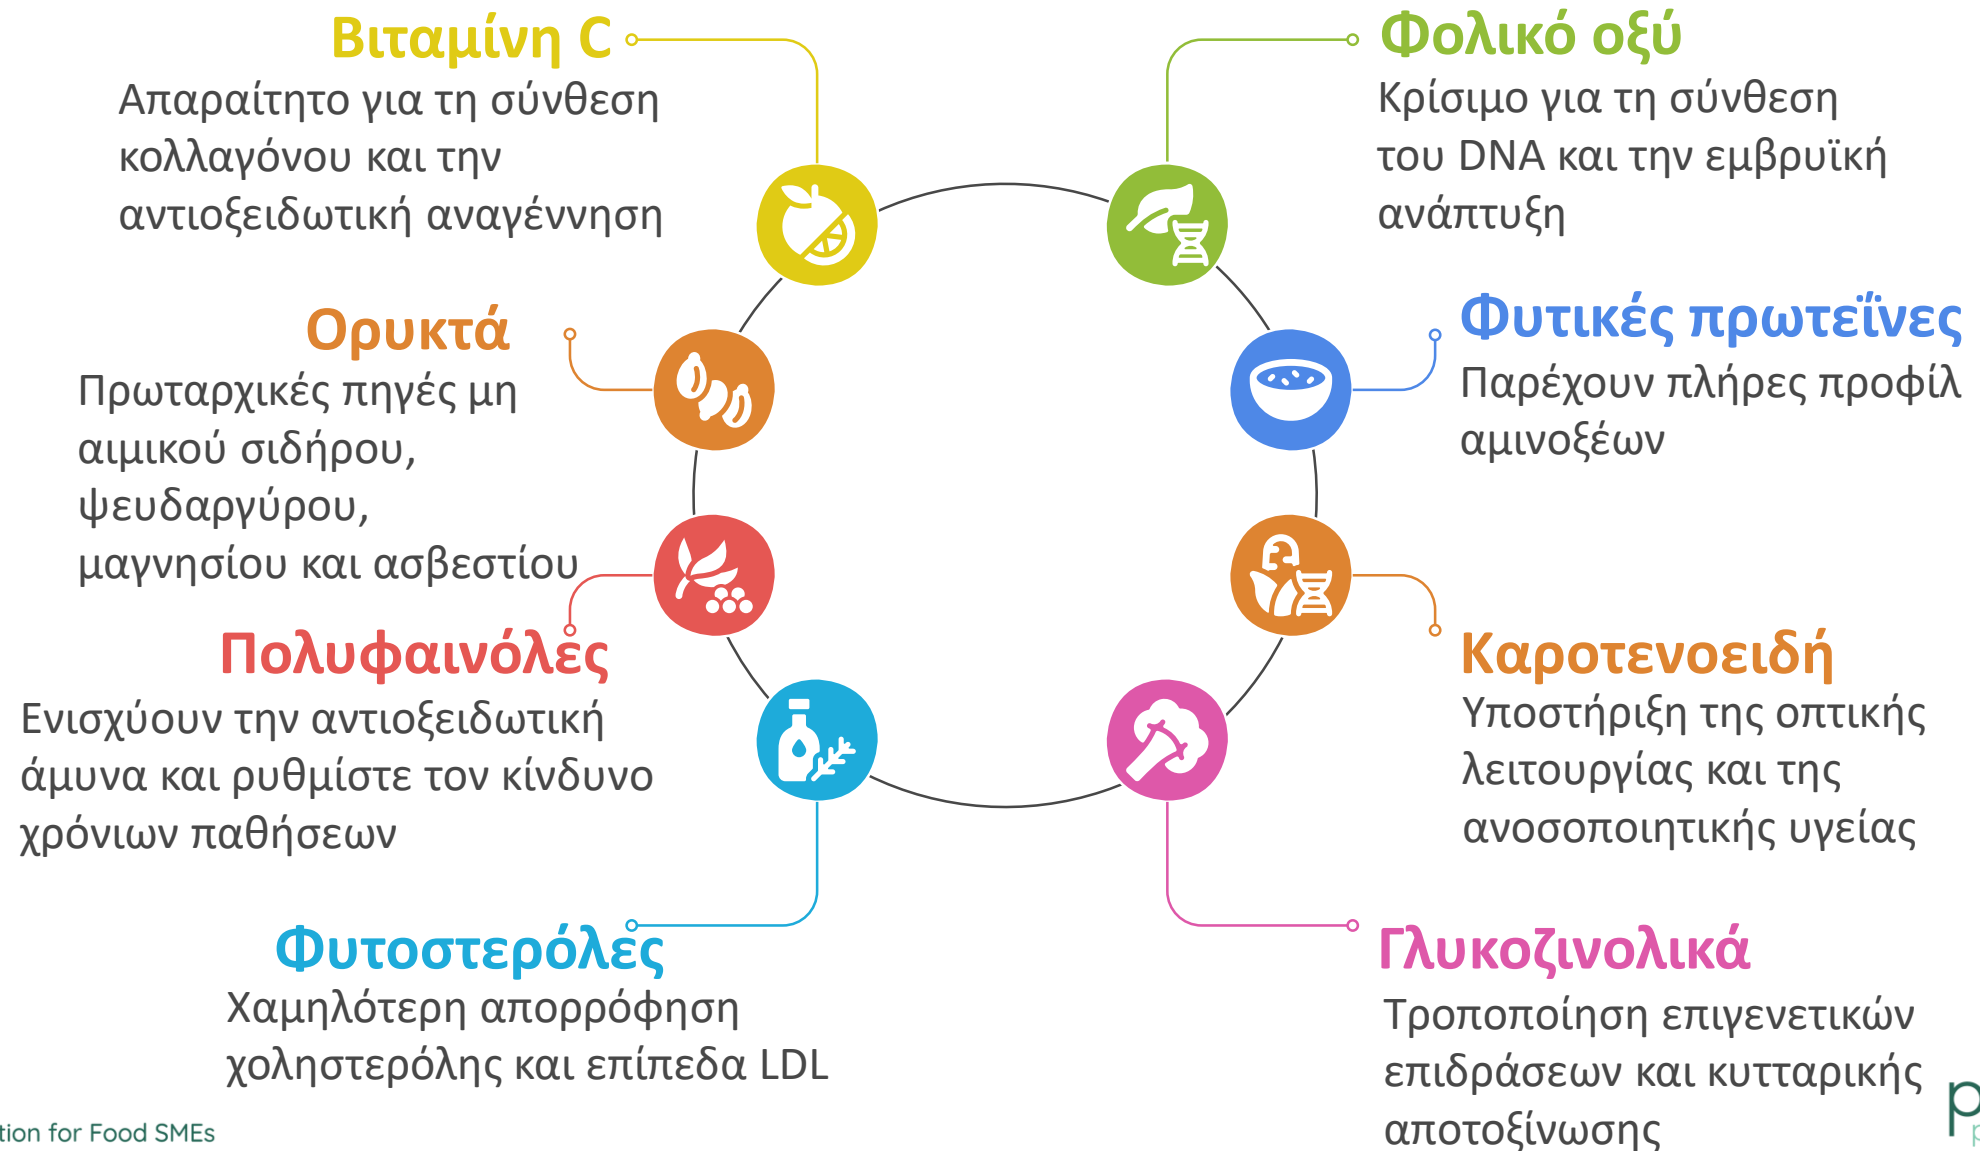 Βιταμίνη C
Απαραίτητο για τη σύνθεση
κολλαγόνου και την
αντιοξειδωτική αναγέννηση
Φολικό οξύ
Κρίσιμο για τη σύνθεση
του DNA και την εμβρυϊκή
ανάπτυξη
Ορυκτά
Πρωταρχικές πηγές μη
αιμικού σιδήρου,
ψευδαργύρου,
μαγνησίου και ασβεστίου
Φυτικές πρωτεΐνες
Παρέχουν πλήρες προφίλ
αμινοξέων
Πολυφαινόλες
Ενισχύουν την αντιοξειδωτική
άμυνα και ρυθμίστε τον κίνδυνο
χρόνιων παθήσεων
Καροτενοειδή
Υποστήριξη της οπτικής
λειτουργίας και της
ανοσοποιητικής υγείας
Φυτοστερόλες
Χαμηλότερη απορρόφηση
χοληστερόλης και επίπεδα LDL
Γλυκοζινολικά
Τροποποίηση επιγενετικών
επιδράσεων και κυτταρικής
αποτοξίνωσης
for Food SMEs